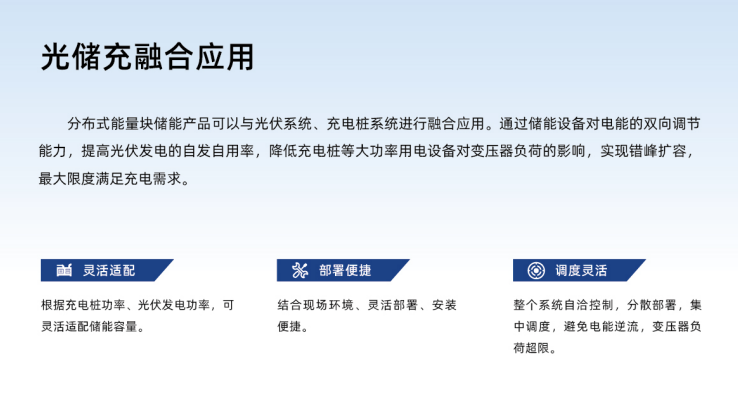 光储充融合应用
分布式能量块储能产品可以与光伏系统、充电桩系统进行融合应用。通过储能设备对电能的双向调节
能力，提高光伏发电的自发自用率，降低充电桩等大功率用电设备对变压器负荷的影响，实现错峰扩容，
最大限度满足充电需求。
灵活适配
根据充电桩功率、光伏发电功率，可
灵活适配储能容量。
部署便捷
结合现场环境、灵活部署、安装
便捷。
调度灵活
整个系统自洽控制，分散部署，集
中调度，避免电能逆流，变压器负
荷超限。